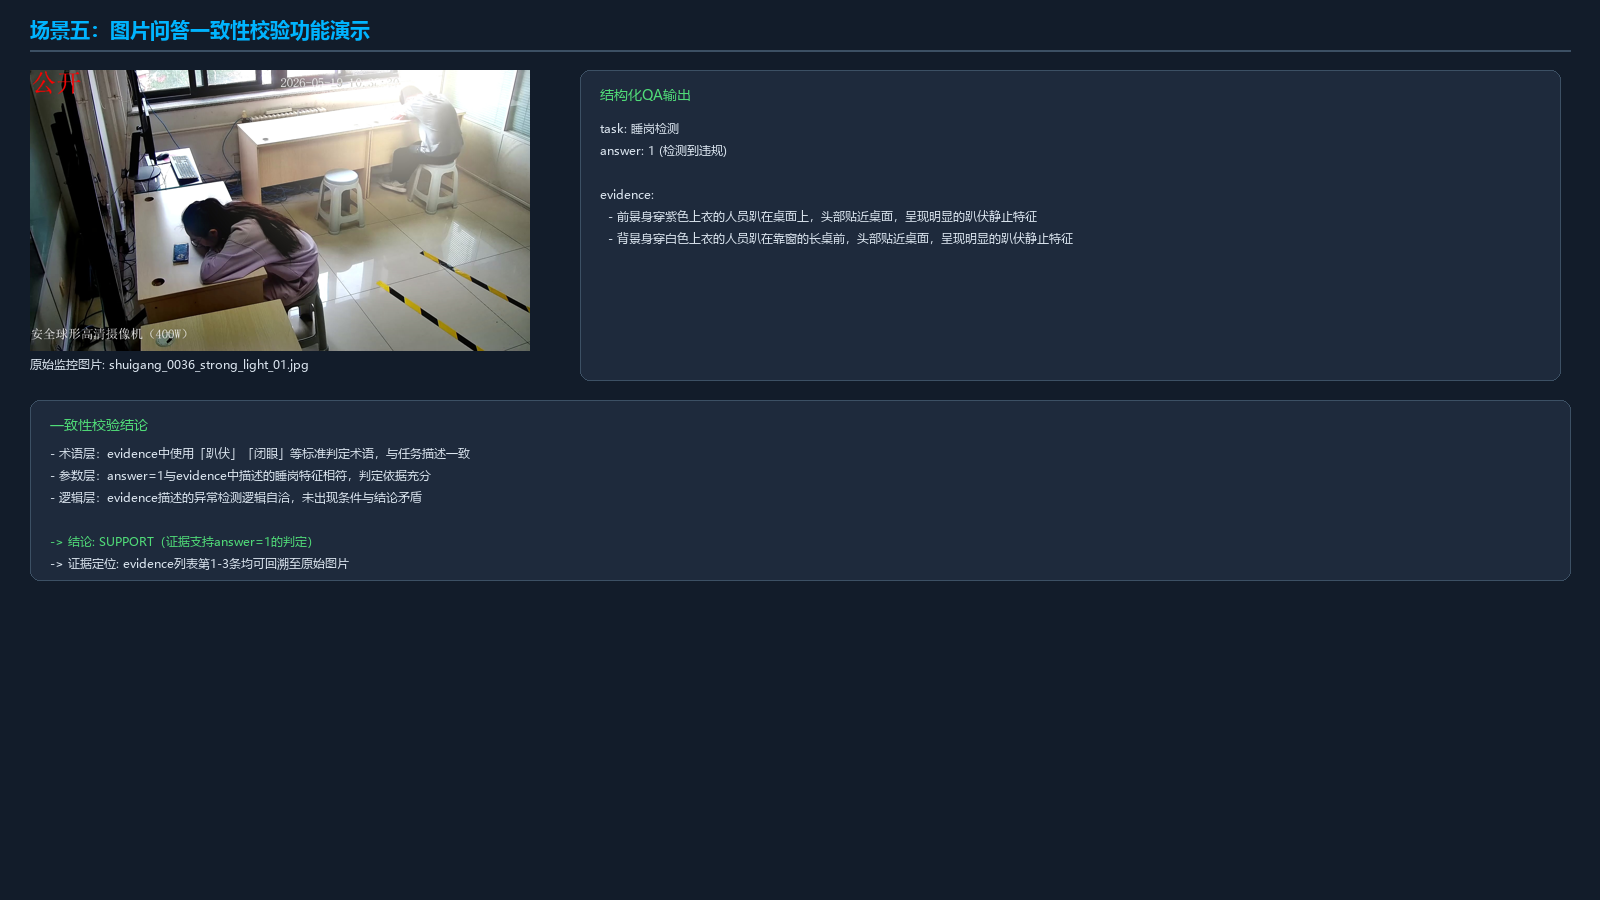 场景五：图片问答一致性校验功能演示
公开
2026-05-1
安全球形高清摄像机（400W）
原始监控图片: shuigang_0036_strong_light_01.jpg
结构化QA输出
task: 睡岗检测
answer: 1 (检测到违规)
evidence:
- 前景身穿紫色上衣的人员趴在桌面上，头部贴近桌面，呈现明显的趴伏静止特征
- 背景身穿白色上衣的人员趴在靠窗的长桌前，头部贴近桌面，呈现明显的趴伏静止特征
一致性校验结论
- 术语层：evidence中使用「趴伏」「闭眼」等标准判定术语，与任务描述一致
- 参数层：answer=1与evidence中描述的睡岗特征相符，判定依据充分
- 逻辑层：evidence描述的异常检测逻辑自洽，未出现条件与结论矛盾
-> 结论: SUPPORT（证据支持answer=1的判定）
-> 证据定位: evidence列表第1-3条均可回溯至原始图片